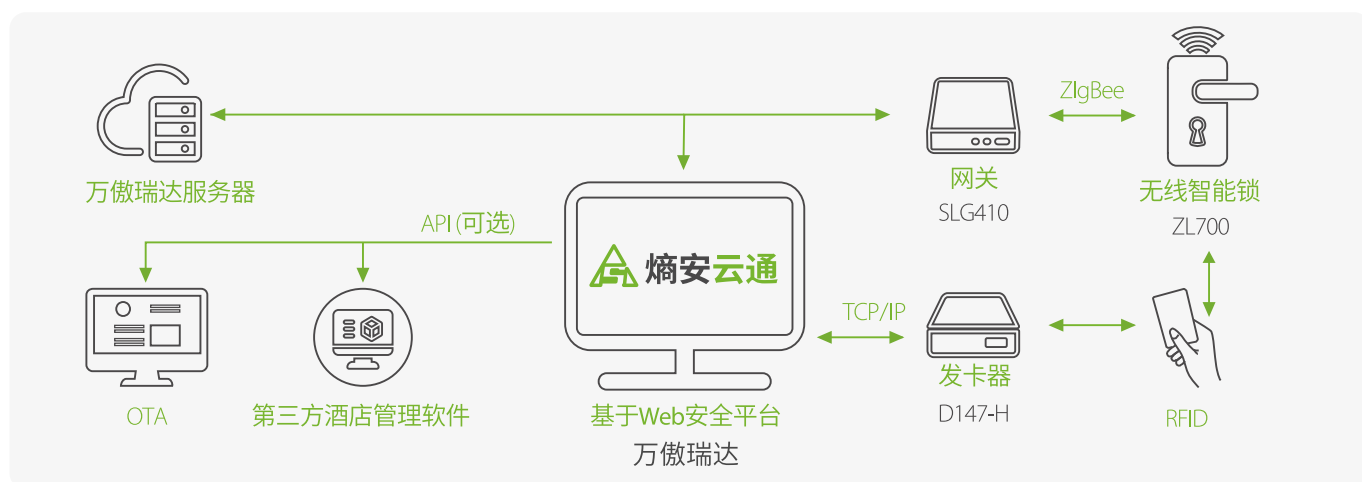 ZIgBee
万傲瑞达服务器
网关
SLG410
无线智能锁
ZL700
API (可选)
熵安云通
TCP/IP
OTA
第三方酒店管理软件
基于Web安全平台
万傲瑞达
发卡器
D147-H
RFID